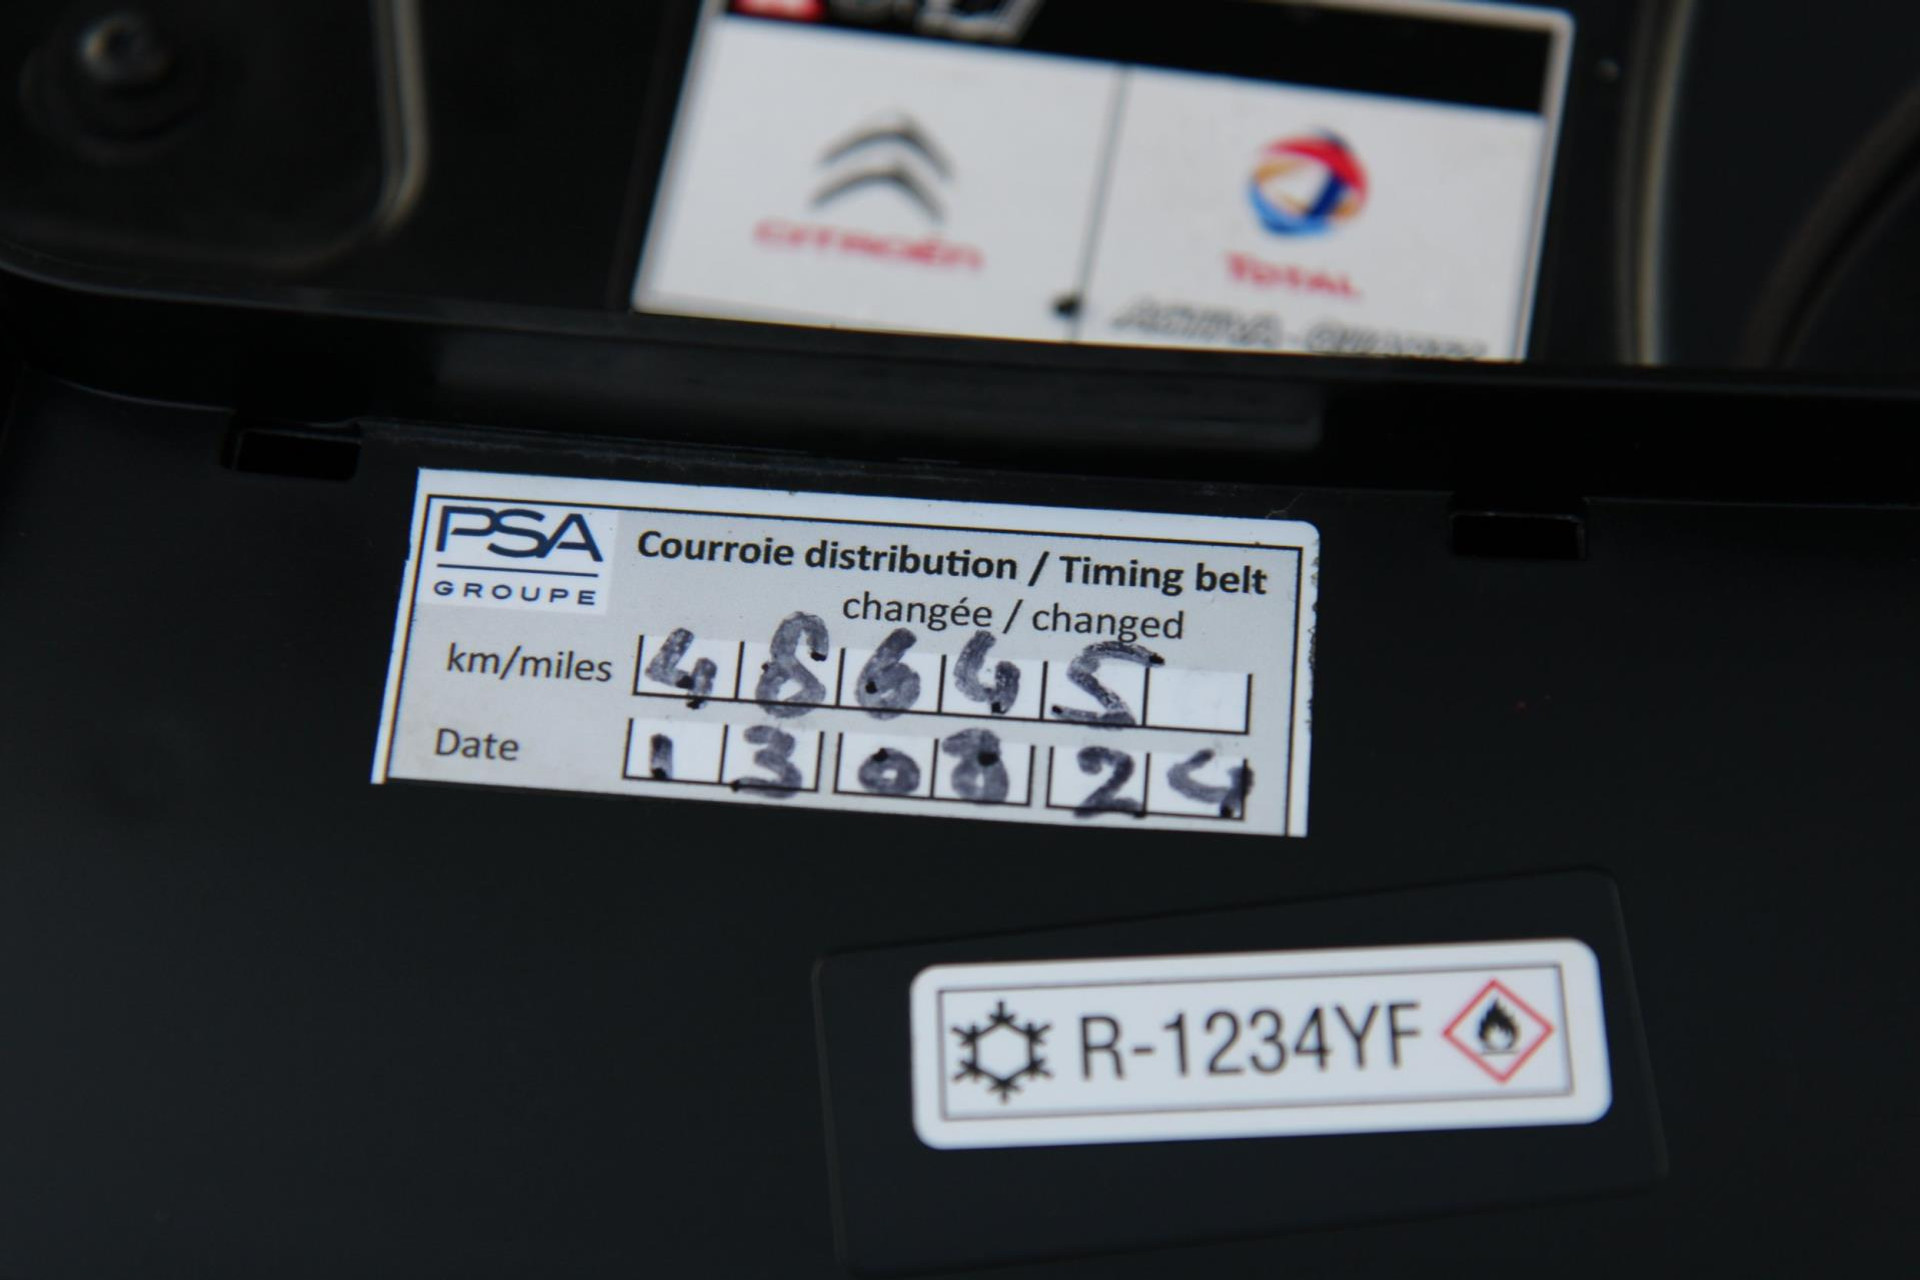 CITROËN
TOTAL
PSA
GROUPE
Courroie distribution / Timing belt
changée / changed
km/miles 48645
Date 130824
R-1234YF